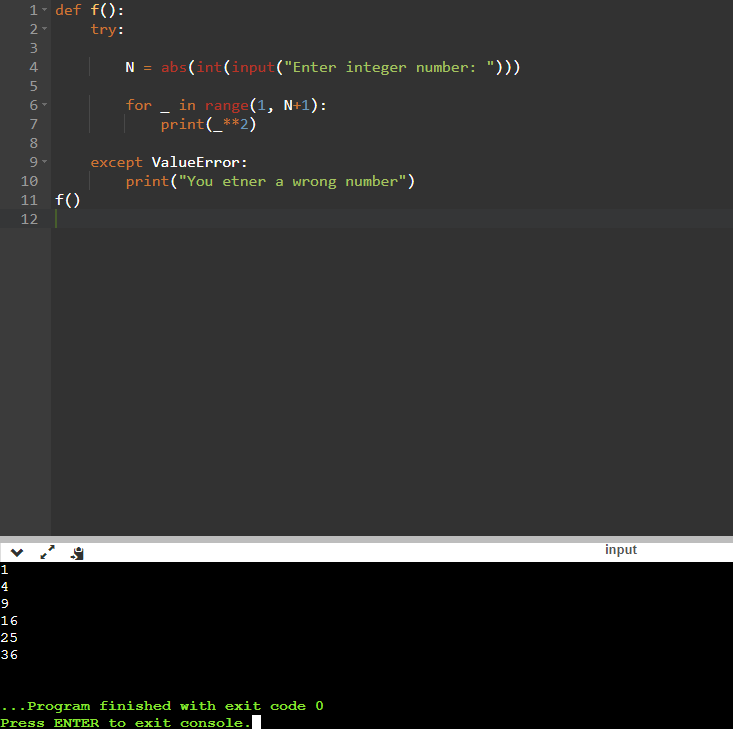 1 def f():
2     try:
3
4         N = abs(int(input("Enter integer number: ")))
5
6         for _ in range(1, N+1):
7             print(_**2)
8
9     except ValueError:
10         print("You etner a wrong number")
11 f()
12
input
1
4
9
16
25
36
...Program finished with exit code 0
Press ENTER to exit console.